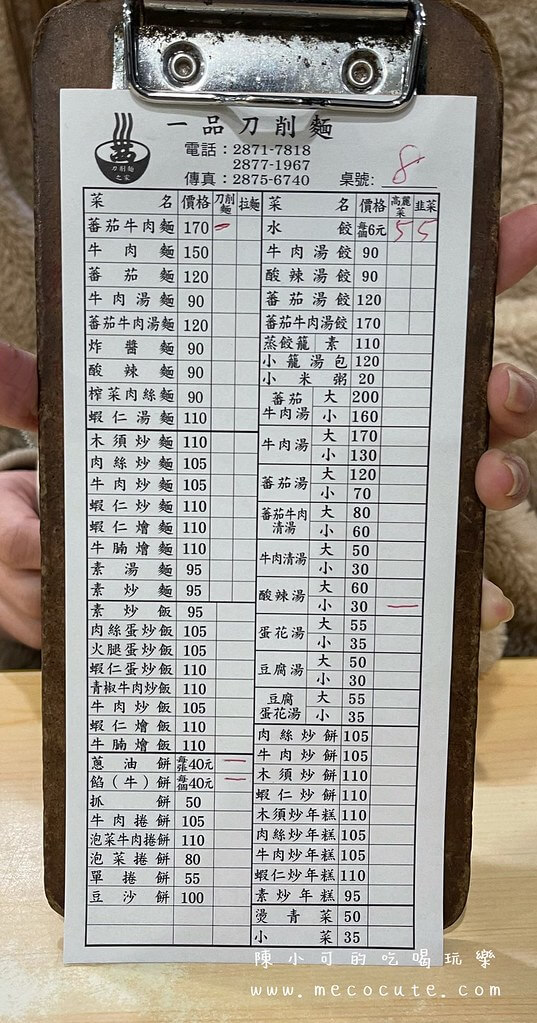 一品刀削麵
刀削麵
之家
電話：2871-7818
2877-1967
傳真：2875-6740 桌號：8
菜名 價格 刀削麵 拉麵
蕃茄牛肉麵 170 一
牛肉麵 150
蕃茄麵 120
牛肉湯麵 90
蕃茄牛肉湯麵 120
炸醬麵 90
酸辣麵 90
榨菜肉絲麵 90
蝦仁湯麵 110
木須炒麵 110
肉絲炒麵 105
牛肉炒麵 105
蝦仁炒麵 110
蝦仁燴麵 110
牛腩燴麵 110
素湯麵 95
素炒麵 95
素炒飯 95
肉絲蛋炒飯 105
火腿蛋炒飯 105
蝦仁蛋炒飯 110
青椒牛肉炒飯 110
牛肉炒飯 105
蝦仁燴飯 110
牛腩燴飯 110
蔥油餅 每張40元 一
餡（牛）餅 每個40元 一
抓餅 50
牛肉捲餅 105
泡菜牛肉捲餅 110
泡菜捲餅 80
單捲餅 55
豆沙餅 100
菜名 價格 高麗菜 韭菜
水餃 每個6元 5 5
牛肉湯餃 90
酸辣湯餃 90
蕃茄湯餃 120
蕃茄牛肉湯餃 170
蒸餃籠素 110
小籠湯包 120
小米粥 20
蕃茄牛肉湯 大 200
小 160
牛肉湯 大 170
小 130
蕃茄湯 大 120
小 70
蕃茄牛肉清湯 大 80
小 60
牛肉清湯 大 50
小 30
酸辣湯 大 60
小 30 一
蛋花湯 大 55
小 35
豆腐湯 大 50
小 30
豆腐蛋花湯 大 55
小 35
肉絲炒餅 105
牛肉炒餅 105
木須炒餅 110
蝦仁炒餅 110
木須炒年糕 110
肉絲炒年糕 105
牛肉炒年糕 105
蝦仁炒年糕 110
素炒年糕 95
燙青菜 50
小菜 35
陳小可的吃喝玩樂
www.mecocute.com